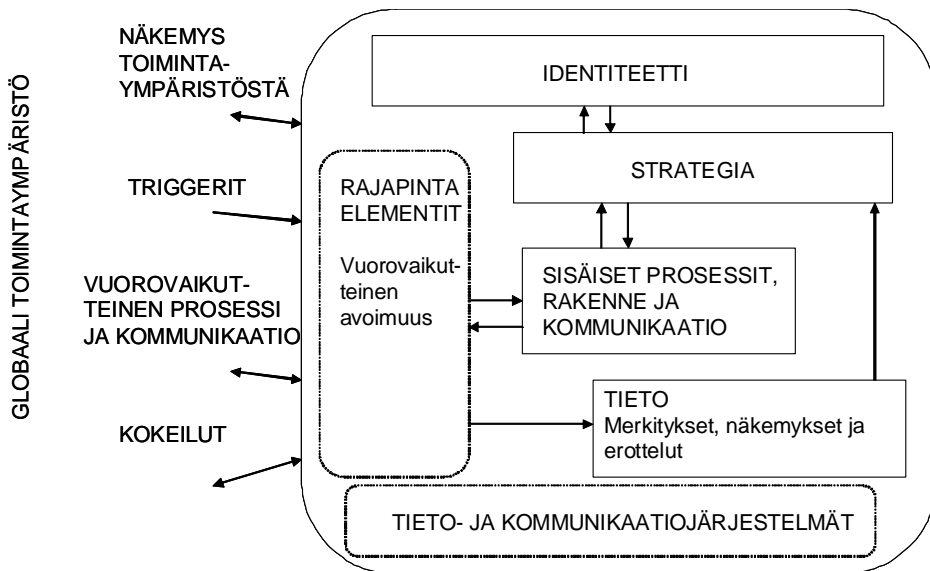 GLOBAALI TOIMINTAYMPÄRISTÖ
NÄKEMYS
TOIMINTA-
YMPÄRISTÖSTÄ
TRIGGERIT
VUOROVAIKUT-
TEINEN PROSESSI
JA KOMMUNIKAATIO
KOKEILUT
IDENTITEETTI
STRATEGIA
RAJAPINTA
ELEMENTIT
Vuorovaikut-
teinen
avoimuus
SISÄISET PROSESSIT,
RAKENNE JA
KOMMUNIKAATIO
TIETO
Merkitykset, näkemykset ja
erottelut
TIETO- JA KOMMUNIKAATIOJÄRJESTELMÄT